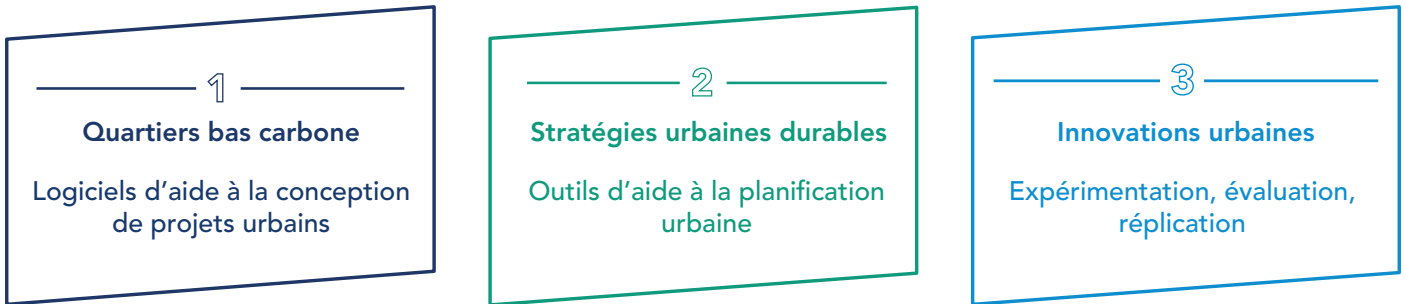 1
Quartiers bas carbone
Logiciels d’aide à la conception
de projets urbains
2
Stratégies urbaines durables
Outils d’aide à la planification
urbaine
3
Innovations urbaines
Expérimentation, évaluation,
réplication